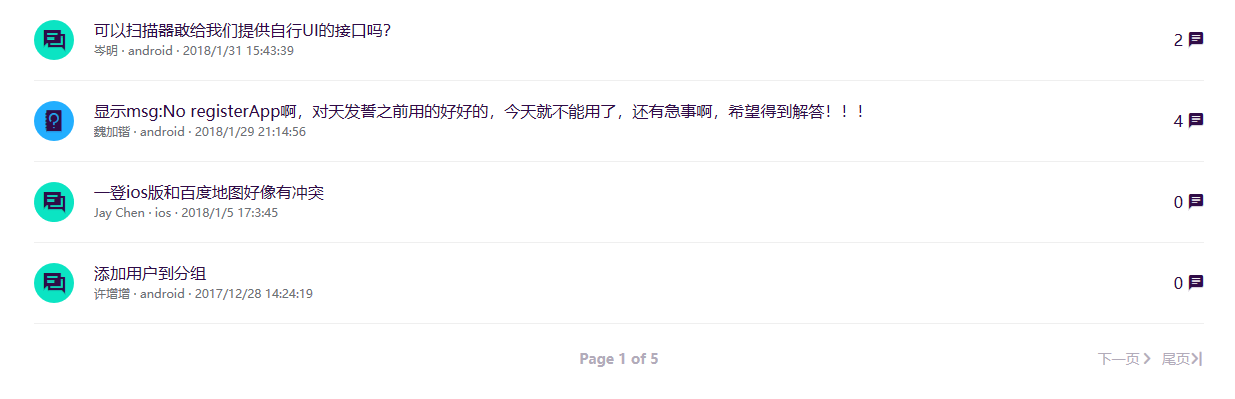 可以扫描器敢给我们提供自行UI的接口吗？
岑明 · android · 2018/1/31 15:43:39
2
显示msg:No registerApp啊，对天发誓之前用的好好的，今天就不能用了，还有急事啊，希望得到解答！！！
魏加锴 · android · 2018/1/29 21:14:56
4
一登ios版和百度地图好像有冲突
Jay Chen · ios · 2018/1/5 17:3:45
0
添加用户到分组
许增增 · android · 2017/12/28 14:24:19
0
Page 1 of 5
下一页 尾页